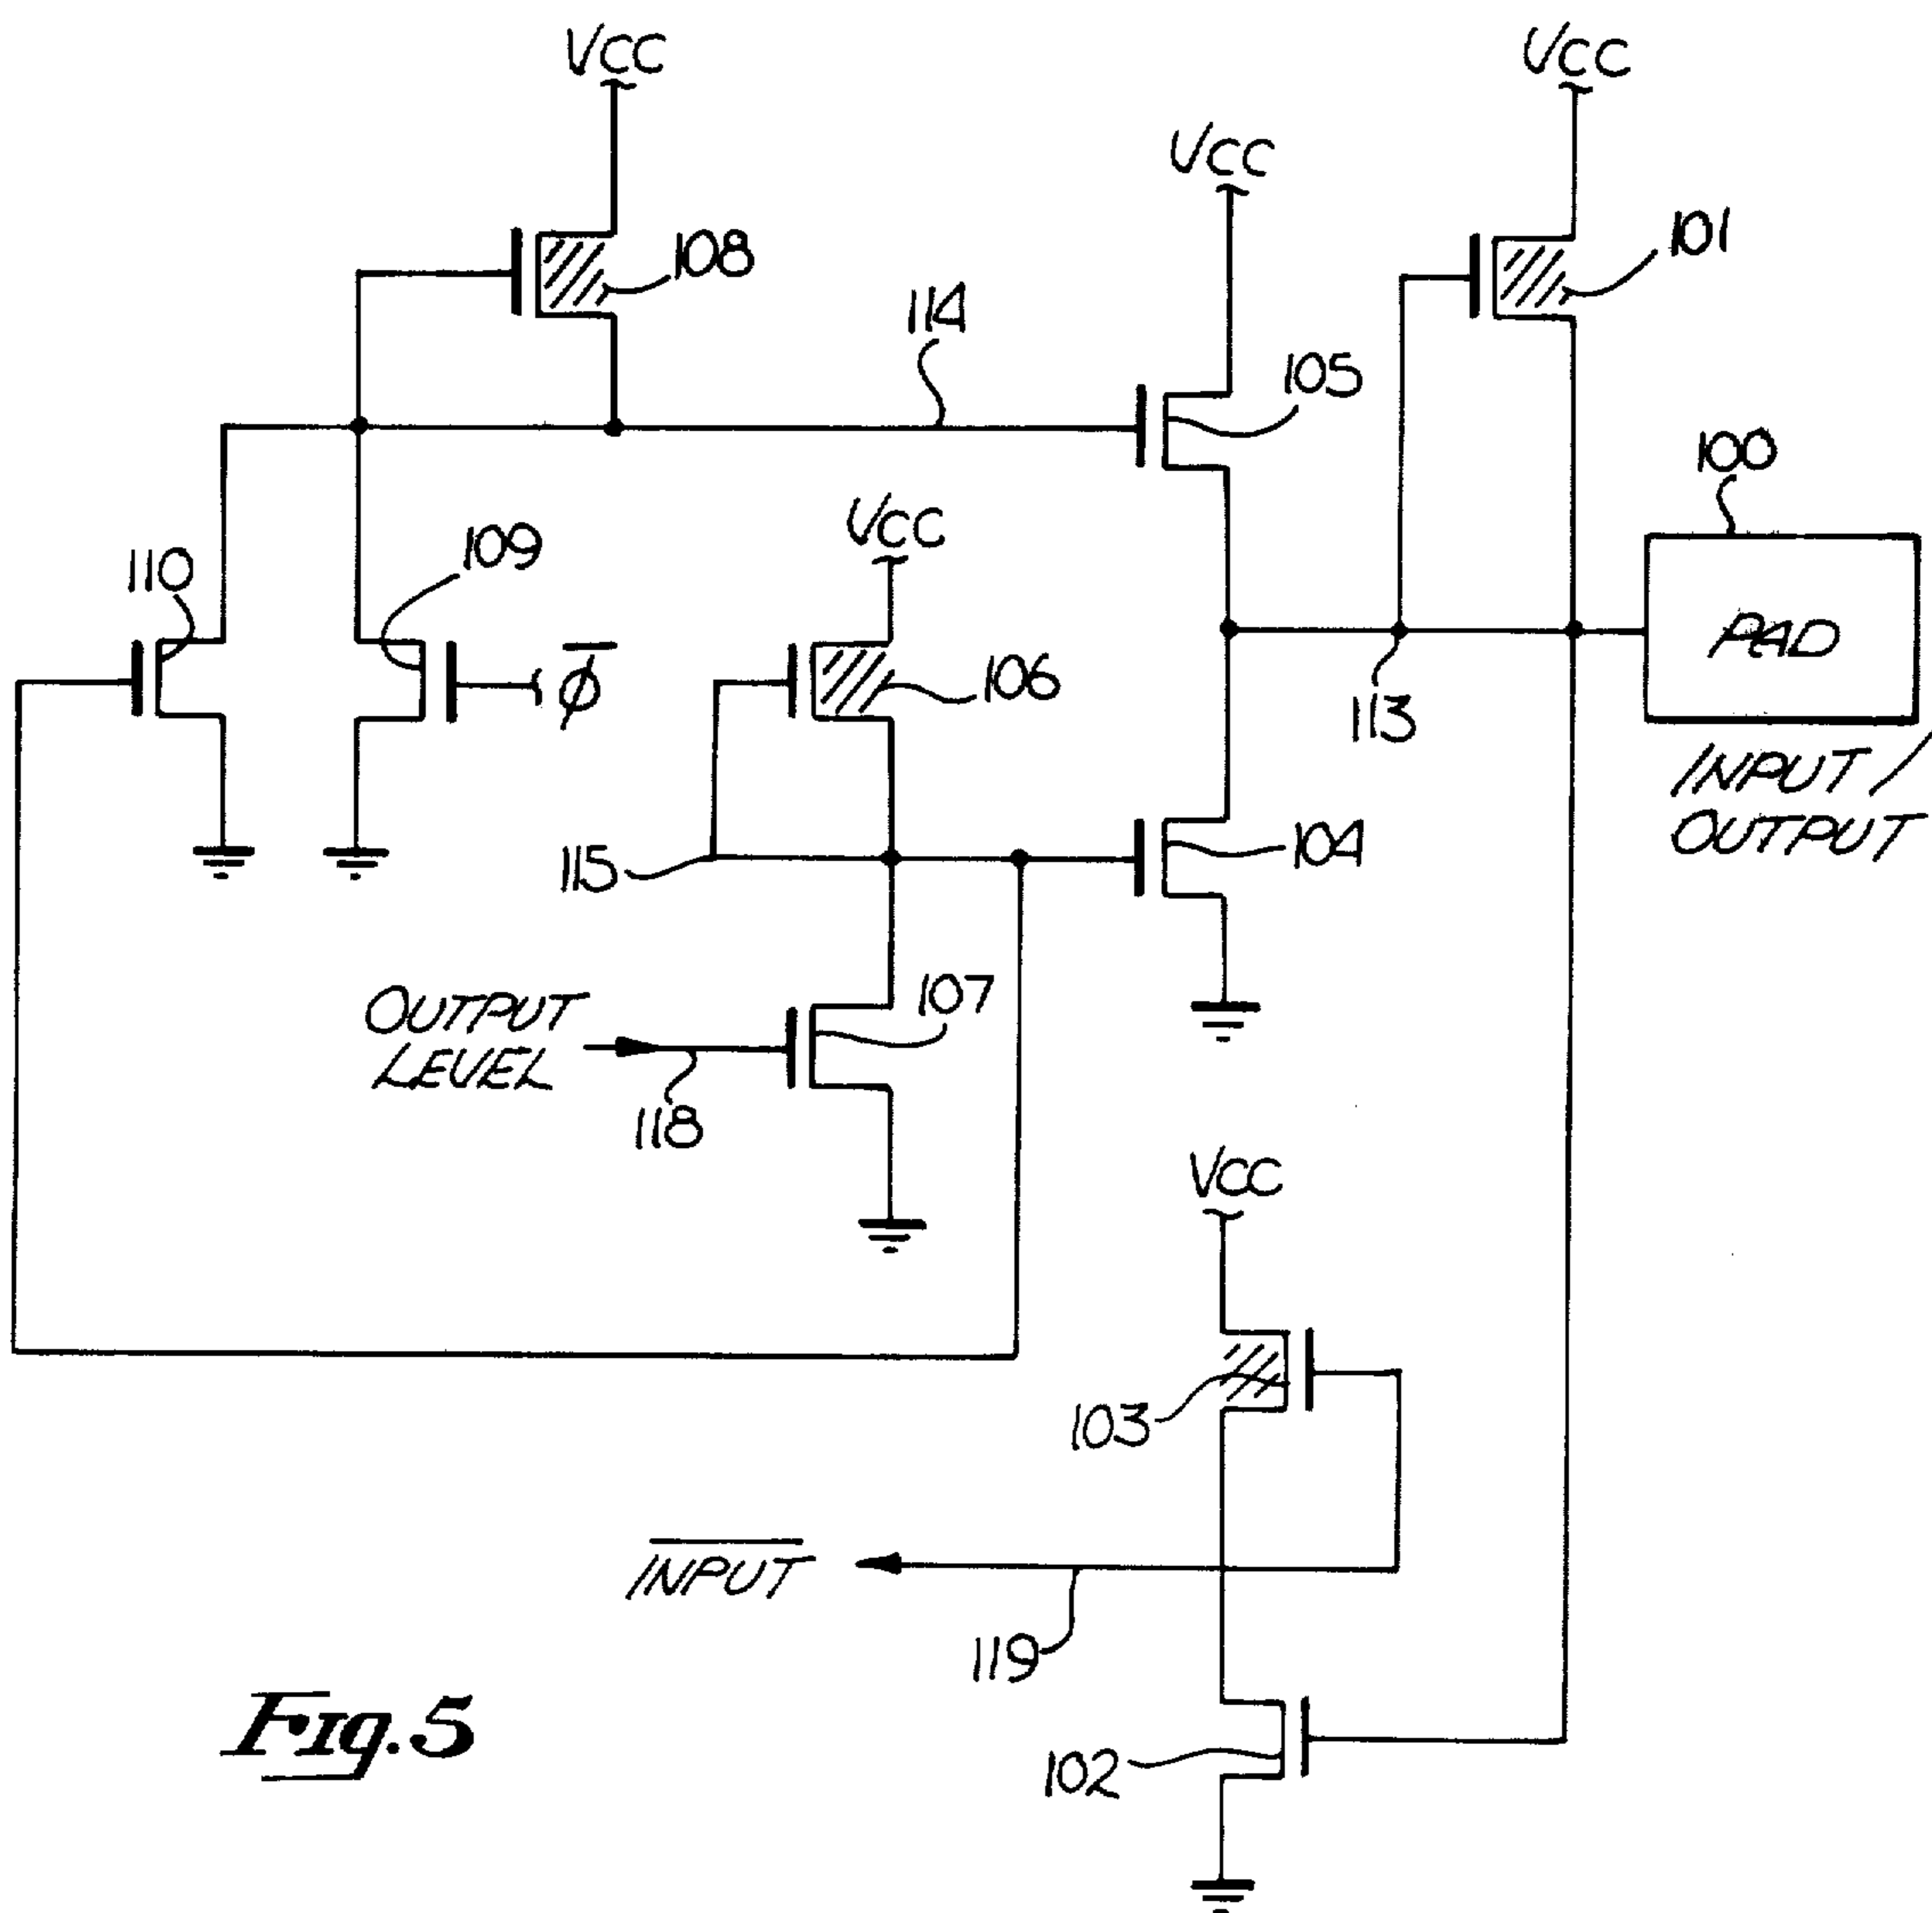 VCC
VCC
VCC
108
101
114
105
100
VCC
110
109
φ̅
106
PAD
113
INPUT/
OUTPUT
115
104
OUTPUT
LEVEL
107
118
VCC
103
I̅N̅P̅U̅T̅
119
102
Fig. 5